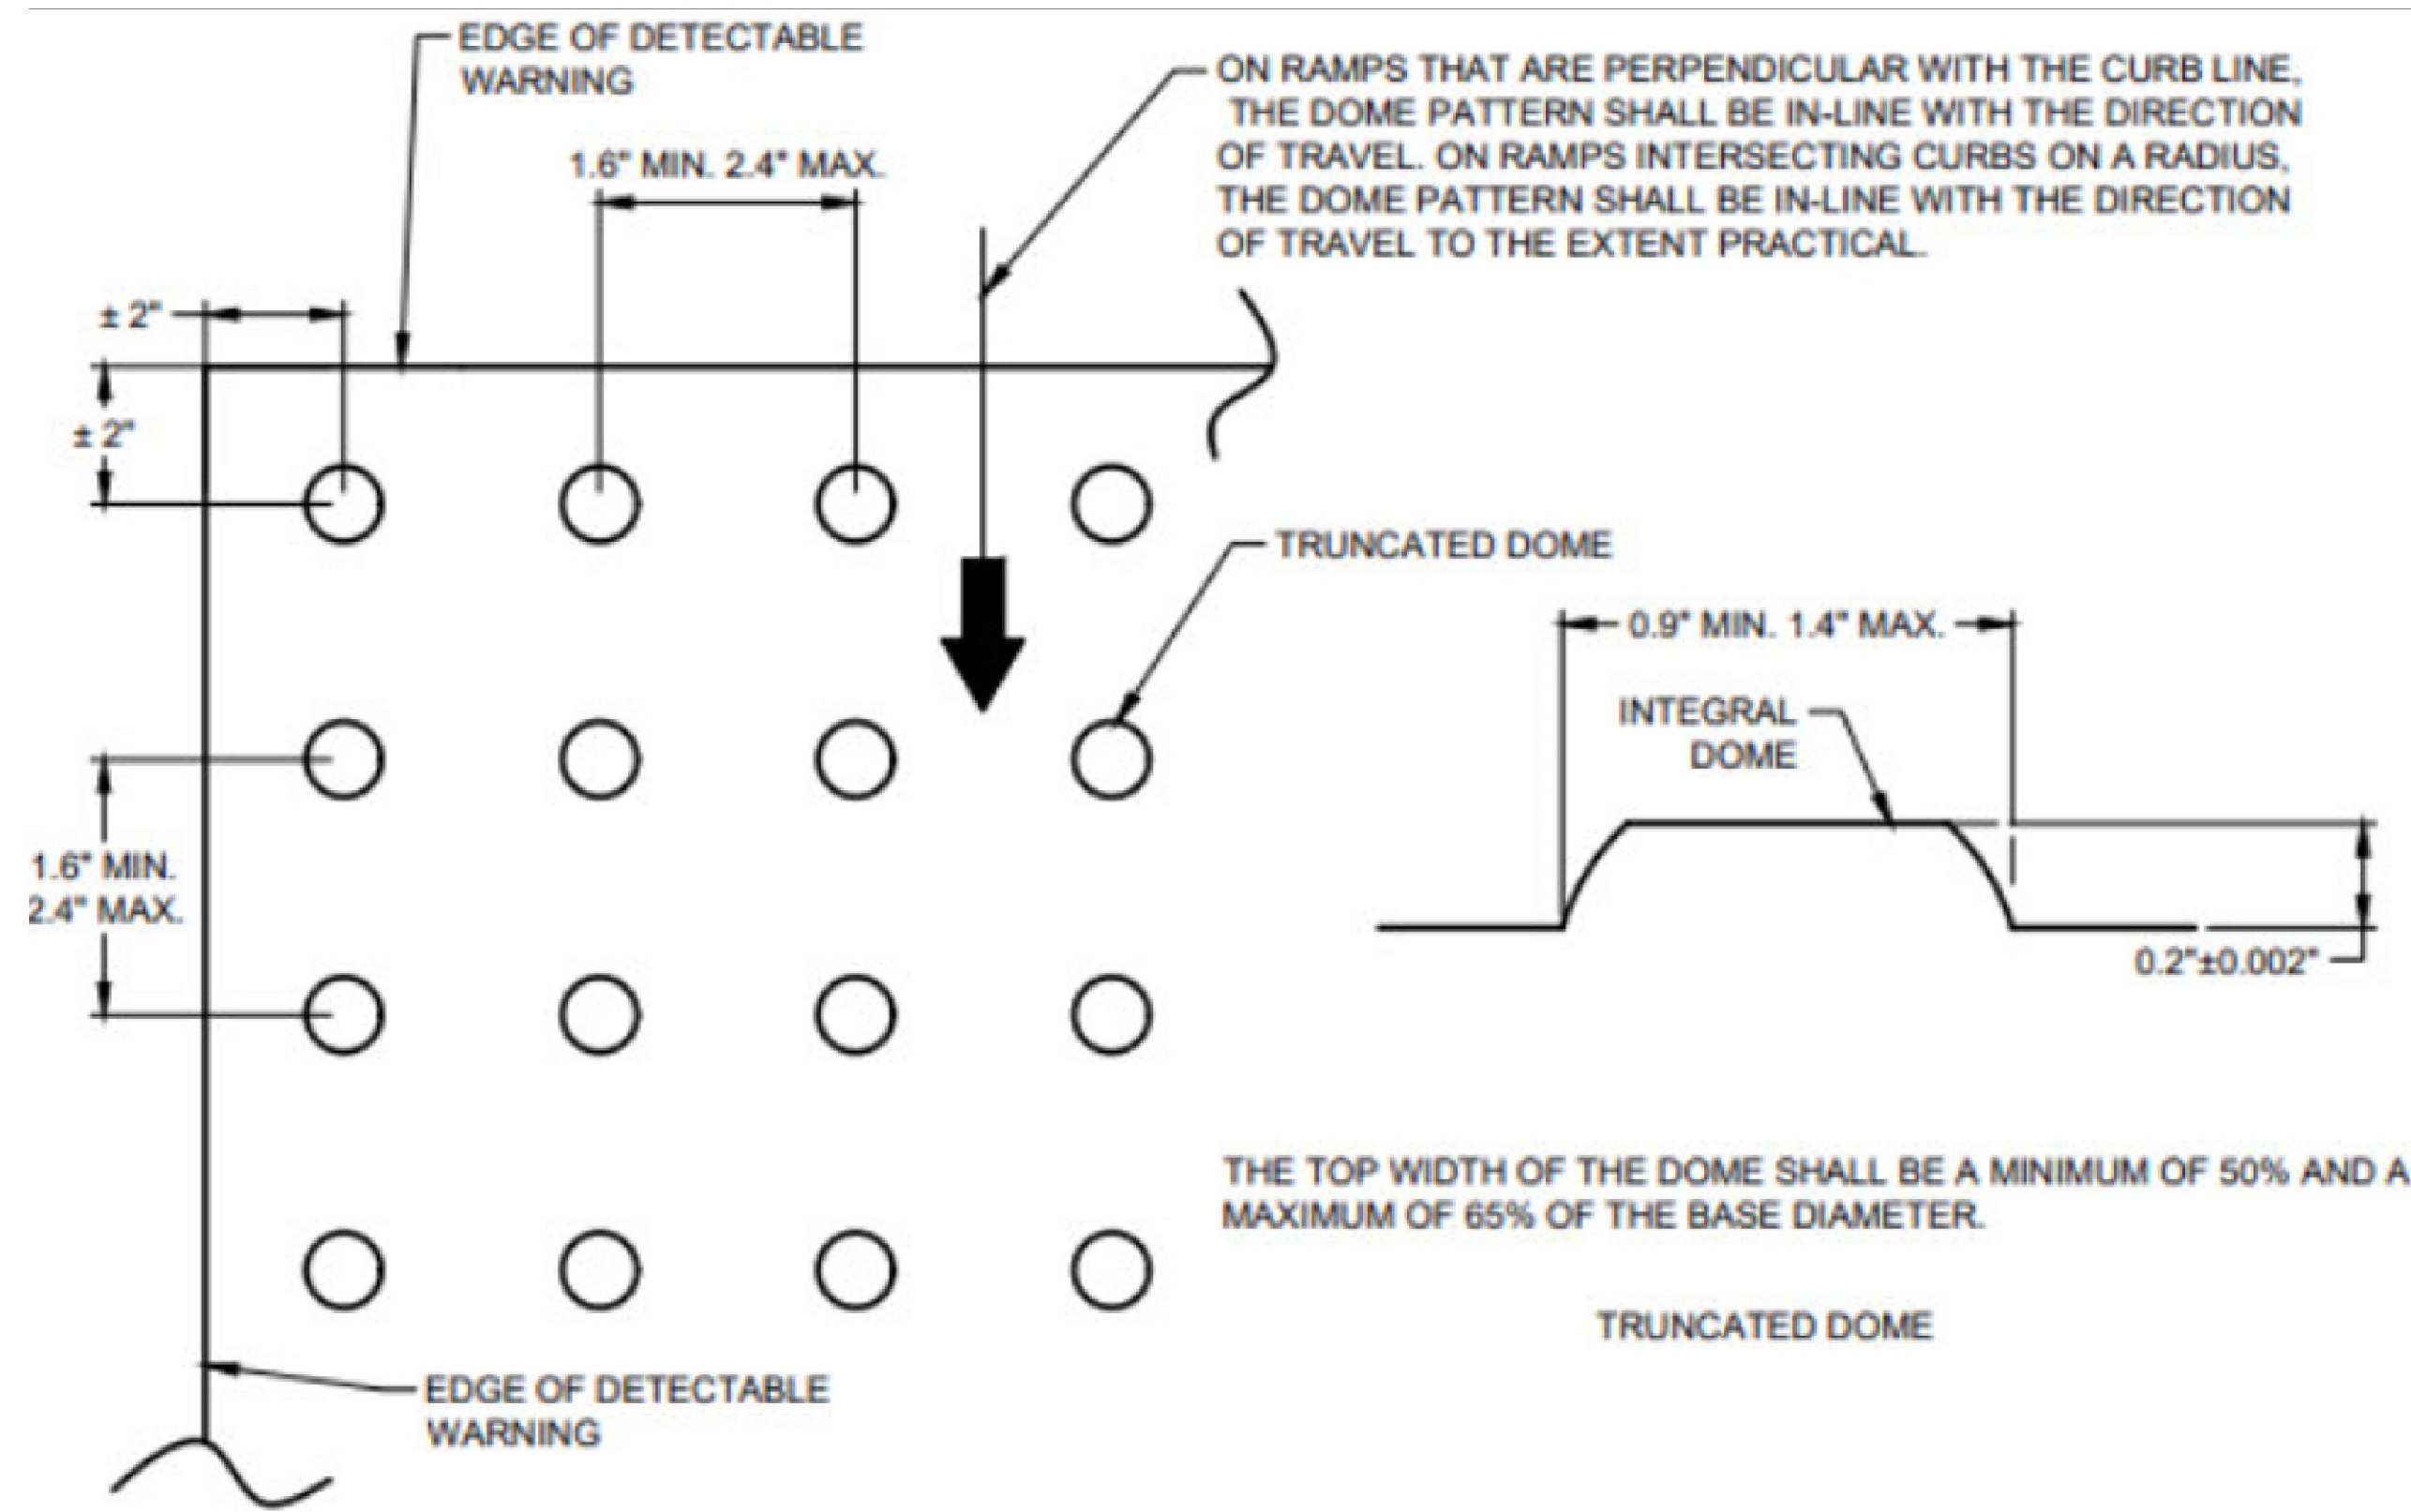 EDGE OF DETECTABLE
WARNING
ON RAMPS THAT ARE PERPENDICULAR WITH THE CURB LINE,
THE DOME PATTERN SHALL BE IN-LINE WITH THE DIRECTION
OF TRAVEL. ON RAMPS INTERSECTING CURBS ON A RADIUS,
THE DOME PATTERN SHALL BE IN-LINE WITH THE DIRECTION
OF TRAVEL TO THE EXTENT PRACTICAL.
1.6" MIN. 2.4" MAX.
± 2"
± 2"
TRUNCATED DOME
0.9" MIN. 1.4" MAX.
INTEGRAL
DOME
1.6" MIN.
2.4" MAX.
0.2"±0.002"
THE TOP WIDTH OF THE DOME SHALL BE A MINIMUM OF 50% AND A
MAXIMUM OF 65% OF THE BASE DIAMETER.
TRUNCATED DOME
EDGE OF DETECTABLE
WARNING